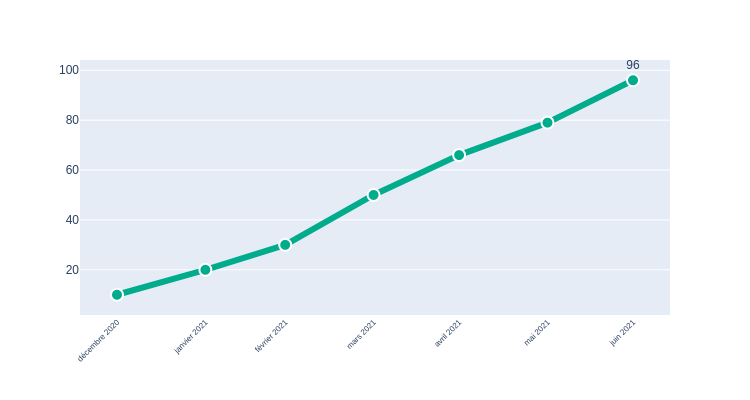 96
100
80
60
40
20
décembre 2020
janvier 2021
février 2021
mars 2021
avril 2021
mai 2021
juin 2021